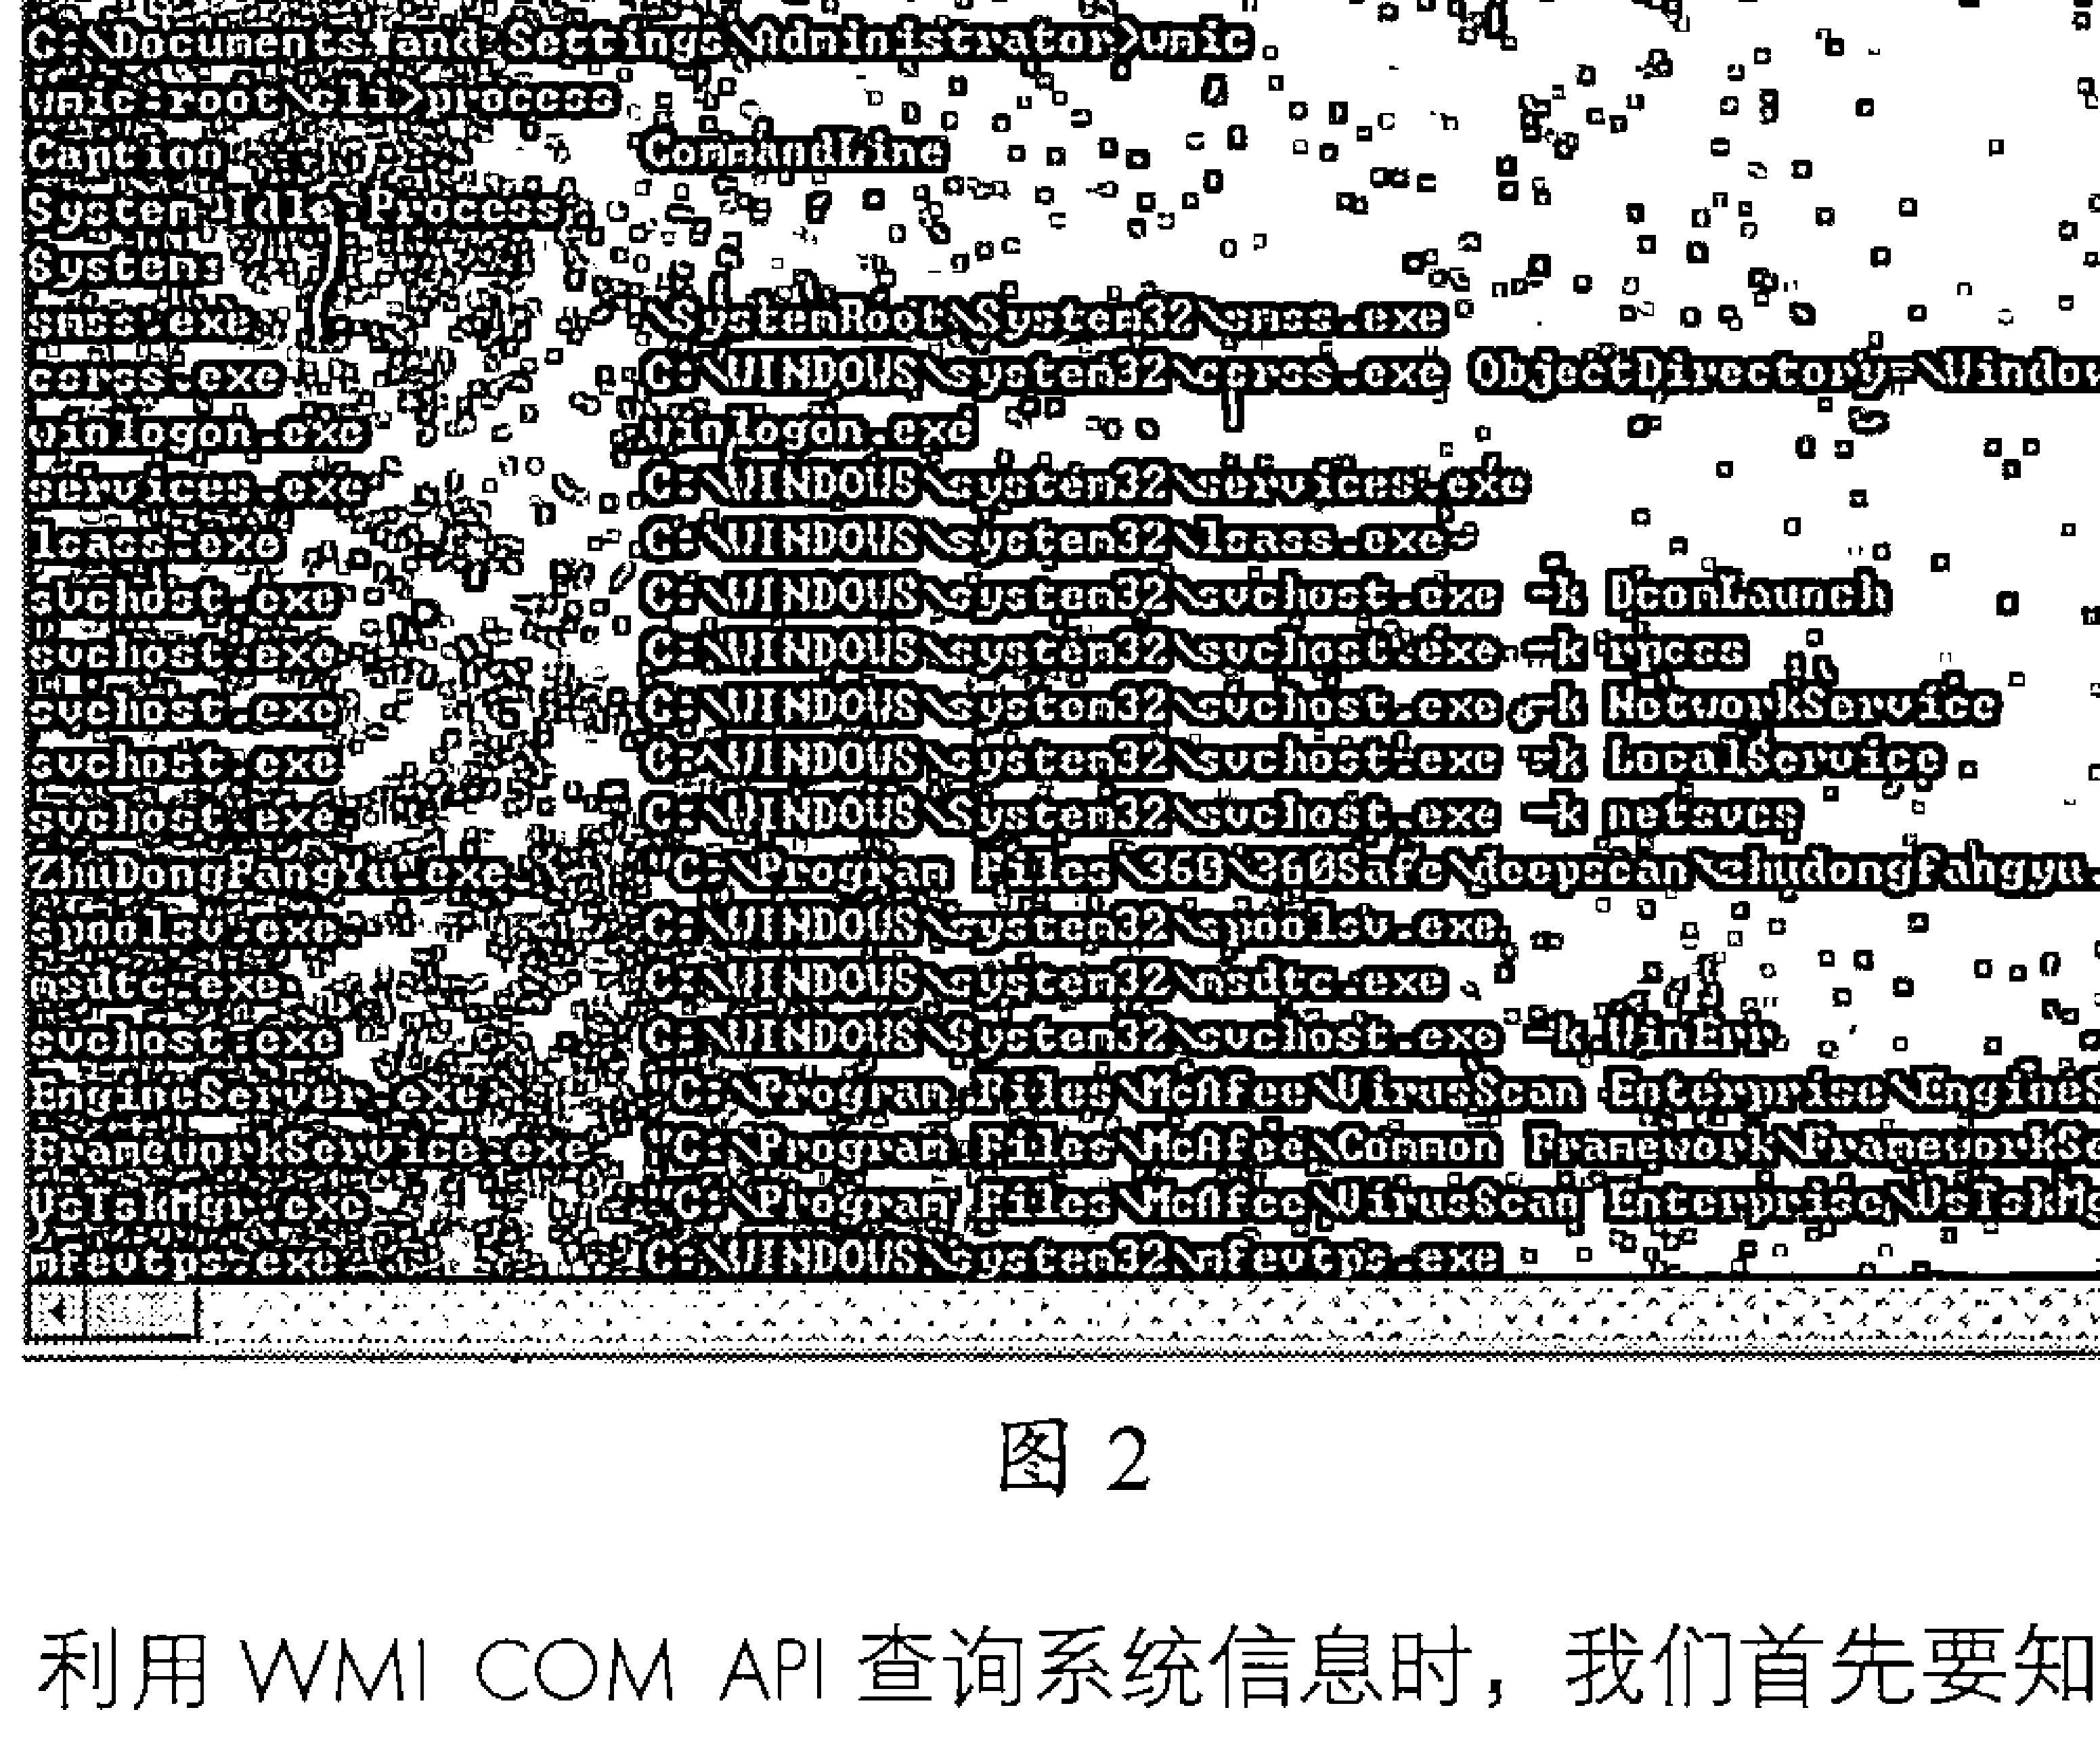 C:\Documents and Settings\Administrator>wmic
wmic:root\cli>process
Caption CommandLine
System Idle Process
System
smss.exe \SystemRoot\System32\smss.exe
csrss.exe C:\WINDOWS\system32\csrss.exe ObjectDirectory=\Window
winlogon.exe winlogon.exe
services.exe C:\WINDOWS\system32\services.exe
lsass.exe C:\WINDOWS\system32\lsass.exe
svchost.exe C:\WINDOWS\system32\svchost.exe -k DcomLaunch
svchost.exe C:\WINDOWS\system32\svchost.exe -k rpcss
svchost.exe C:\WINDOWS\system32\svchost.exe -k NetworkService
svchost.exe C:\WINDOWS\system32\svchost.exe -k LocalService
svchost.exe C:\WINDOWS\System32\svchost.exe -k netsvcs
ZhuDongFangYu.exe "C:\Program Files\360\360Safe\deepscan\zhudongfangyu.
spoolsv.exe C:\WINDOWS\system32\spoolsv.exe
msdtc.exe C:\WINDOWS\system32\msdtc.exe
svchost.exe C:\WINDOWS\System32\svchost.exe -k WinErr
EngineServer.exe "C:\Program Files\McAfee\VirusScan Enterprise\EngineS
FrameworkService.exe "C:\Program Files\McAfee\Common Framework\FrameworkSe
VsTskMgr.exe "C:\Program Files\McAfee\VirusScan Enterprise\VsTskMg
mfevtps.exe C:\WINDOWS\system32\mfevtps.exe
图 2
利用 WMI COM API 查询系统信息时，我们首先要知